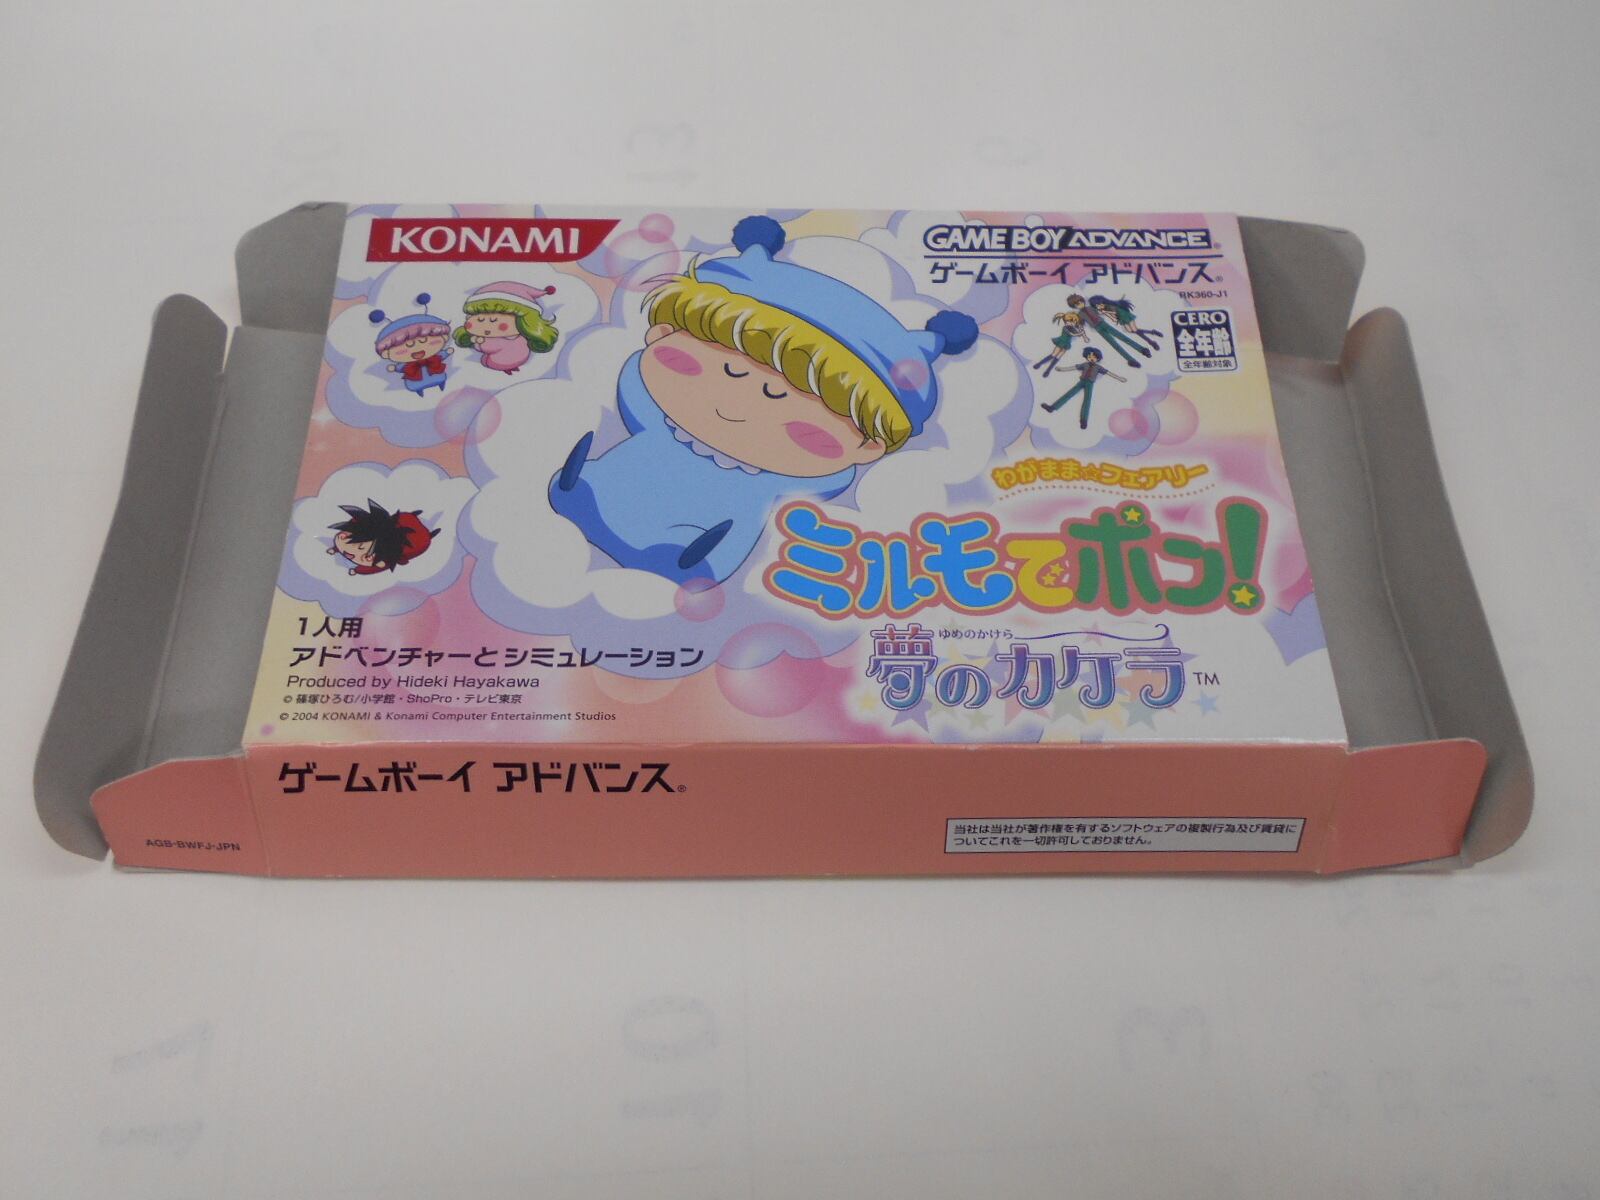 KONAMI
GAME BOY ADVANCE®
ゲームボーイ アドバンス®
RK360-J1
CERO
全年齢
全年齢対象
わがまま☆フェアリー
ミルモでポン!
ゆめのかけら
夢のカケラ™
1人用
アドベンチャーとシミュレーション
Produced by Hideki Hayakawa
© 篠塚ひろむ/小学館・ShoPro・テレビ東京
© 2004 KONAMI & Konami Computer Entertainment Studios
ゲームボーイ アドバンス®
当社は当社が著作権を有するソフトウェアの複製行為及び賃貸に
ついてこれを一切許可しておりません。
AGB-BWFJ-JPN
11
10
3
13